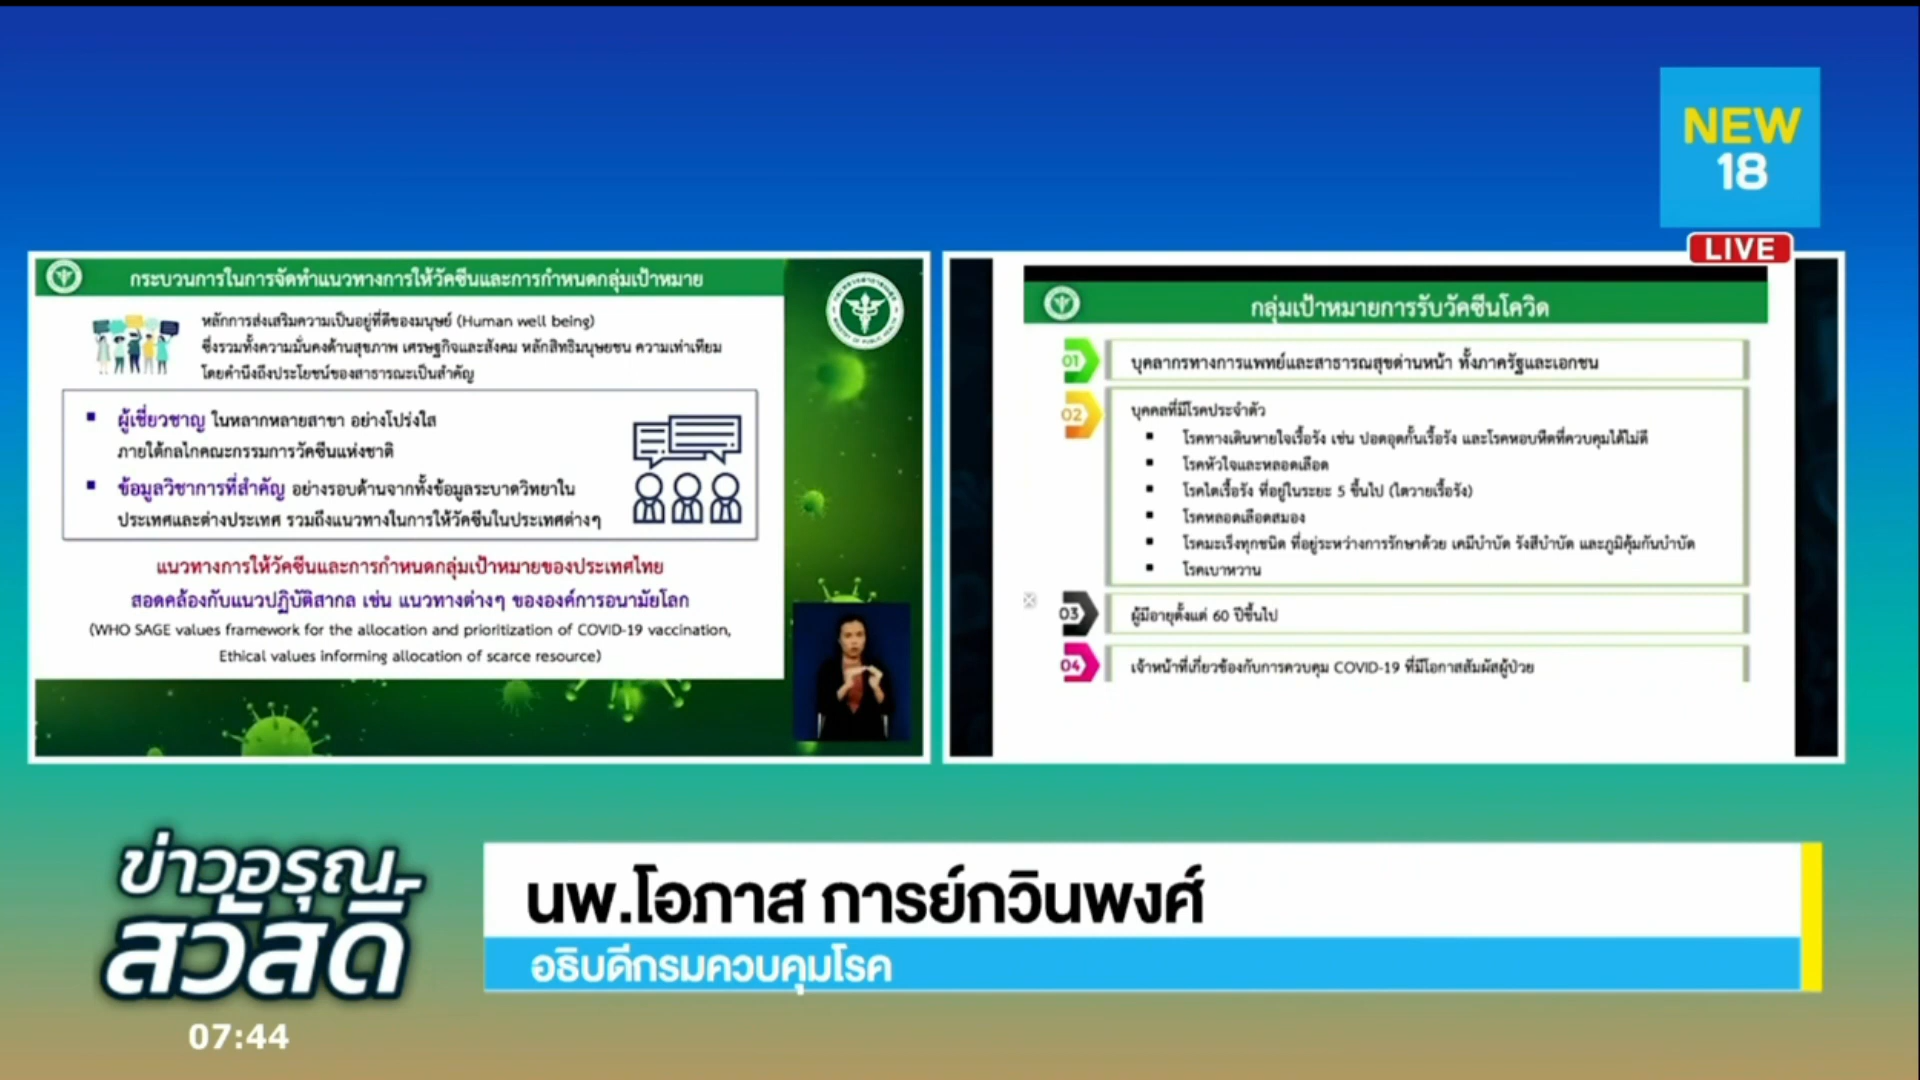 NEW
18
LIVE
กระบวนการในการจัดทำแนวทางการให้วัคซีนและการกำหนดกลุ่มเป้าหมาย
หลักการส่งเสริมความเป็นอยู่ที่ดีของมนุษย์ (Human well being)
ซึ่งรวมทั้งความมั่นคงด้านสุขภาพ เศรษฐกิจและสังคม หลักสิทธิมนุษยชน ความเท่าเทียม
โดยคำนึงถึงประโยชน์ของสาธารณะเป็นสำคัญ
▪ ผู้เชี่ยวชาญ ในหลากหลายสาขา อย่างโปร่งใส
ภายใต้กลไกคณะกรรมการวัคซีนแห่งชาติ
▪ ข้อมูลวิชาการที่สำคัญ อย่างรอบด้านจากทั้งข้อมูลระบาดวิทยาใน
ประเทศและต่างประเทศ รวมถึงแนวทางในการให้วัคซีนในประเทศต่างๆ
แนวทางการให้วัคซีนและการกำหนดกลุ่มเป้าหมายของประเทศไทย
สอดคล้องกับแนวปฏิบัติสากล เช่น แนวทางต่างๆ ขององค์การอนามัยโลก
(WHO SAGE values framework for the allocation and prioritization of COVID-19 vaccination,
Ethical values informing allocation of scarce resource)
กลุ่มเป้าหมายการรับวัคซีนโควิด
01 บุคลากรทางการแพทย์และสาธารณสุขด่านหน้า ทั้งภาครัฐและเอกชน
02 บุคคลที่มีโรคประจำตัว
▪ โรคทางเดินหายใจเรื้อรัง เช่น ปอดอุดกั้นเรื้อรัง และโรคหอบหืดที่ควบคุมได้ไม่ดี
▪ โรคหัวใจและหลอดเลือด
▪ โรคไตเรื้อรัง ที่อยู่ในระยะ 5 ขึ้นไป (ไตวายเรื้อรัง)
▪ โรคหลอดเลือดสมอง
▪ โรคมะเร็งทุกชนิด ที่อยู่ระหว่างการรักษาด้วย เคมีบำบัด รังสีบำบัด และภูมิคุ้มกันบำบัด
▪ โรคเบาหวาน
03 ผู้มีอายุตั้งแต่ 60 ปีขึ้นไป
04 เจ้าหน้าที่เกี่ยวข้องกับการควบคุม COVID-19 ที่มีโอกาสสัมผัสผู้ป่วย
ข่าวอรุณ
สวัสดิ์
07:44
นพ.โอภาส การย์กวินพงศ์
อธิบดีกรมควบคุมโรค